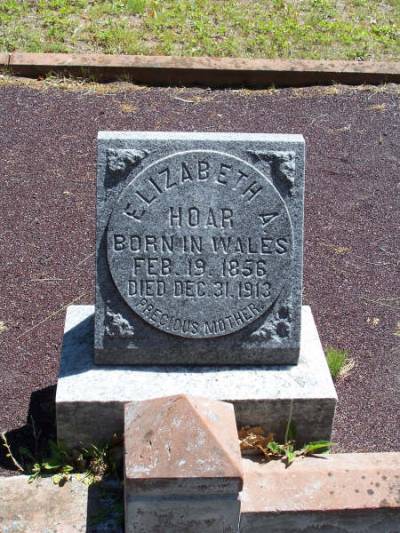 ELIZABETH A
HOAR
BORN IN WALES
FEB. 19. 1856
DIED DEC. 31. 1913
PRECIOUS MOTHER